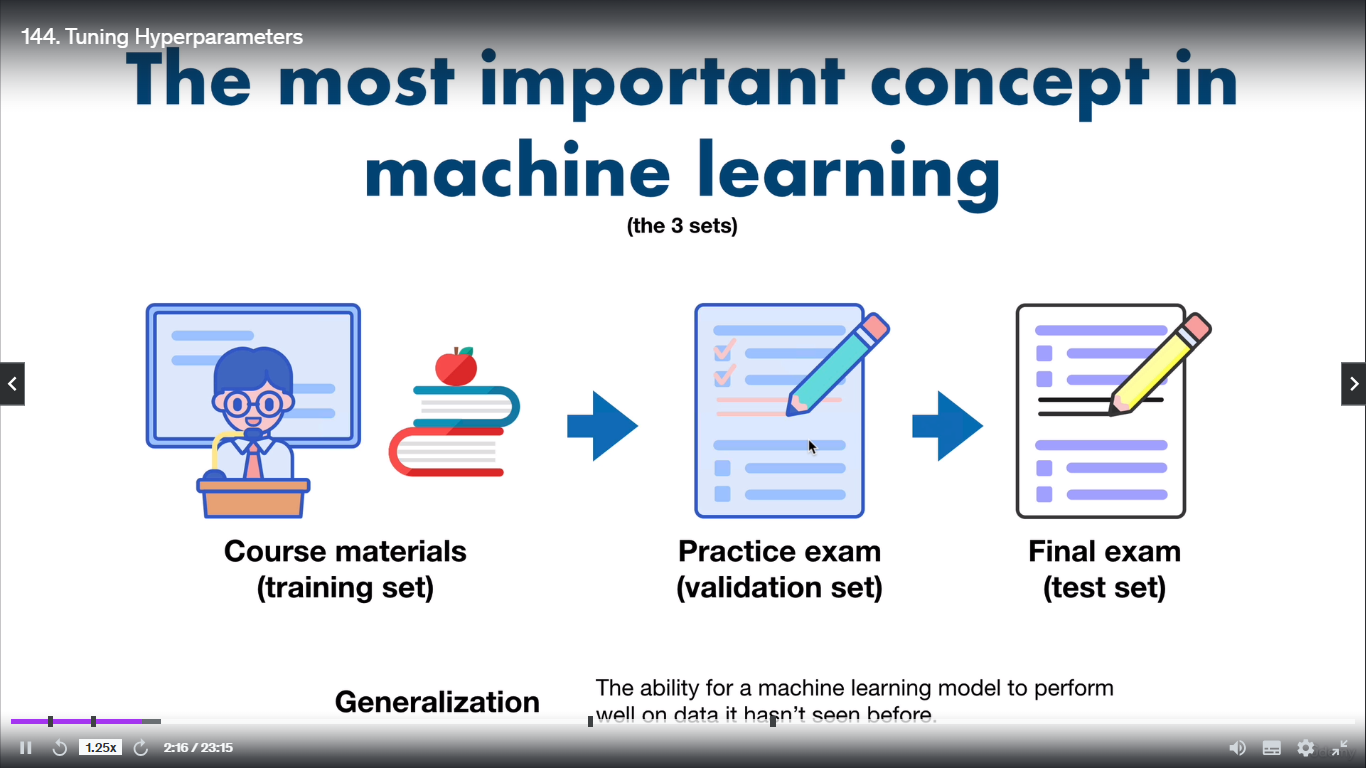 144. Tuning Hyperparameters
The most important concept in
machine learning
(the 3 sets)
Course materials
(training set)
Practice exam
(validation set)
Final exam
(test set)
Generalization
The ability for a machine learning model to perform
well on data it hasn't seen before.
1.25x
2:16 / 23:15